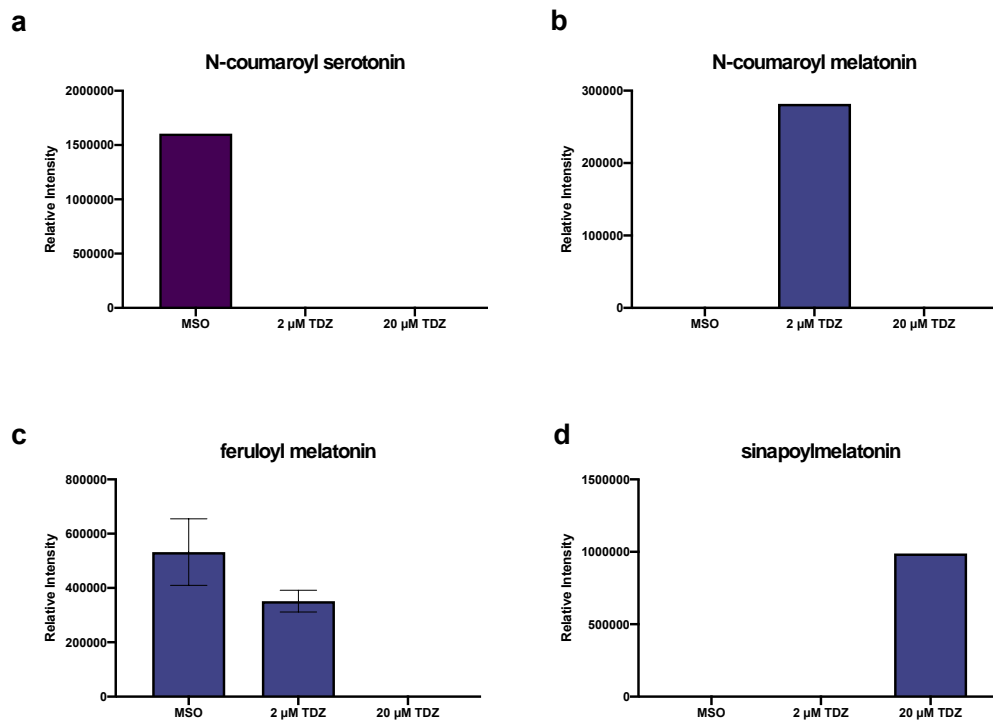 a
N-coumaroyl serotonin
Relative Intensity
2000000
1500000
1000000
500000
0
MSO 2 µM TDZ 20 µM TDZ
b
N-coumaroyl melatonin
Relative Intensity
300000
200000
100000
0
MSO 2 µM TDZ 20 µM TDZ
c
feruloyl melatonin
Relative Intensity
800000
600000
400000
200000
0
MSO 2 µM TDZ 20 µM TDZ
d
sinapoylmelatonin
Relative Intensity
1500000
1000000
500000
0
MSO 2 µM TDZ 20 µM TDZ